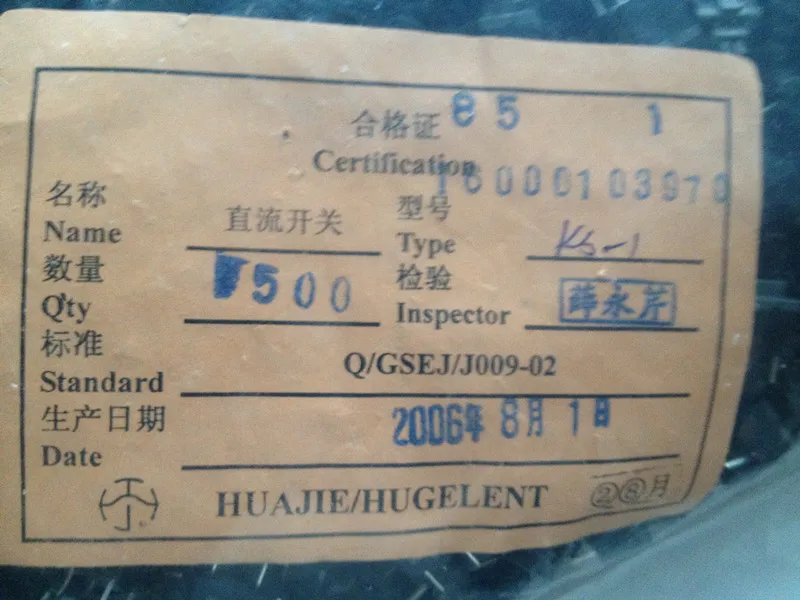 合格证 85 1
Certification
16000103970
名称 直流开关 型号
Name Type KS-1
数量 500 检验
Q'ty Inspector 薛永芹
标准
Standard Q/GSEJ/J009-02
生产日期 2006年8月1日
Date
HUAJIE/HUGELENT ②⑧月